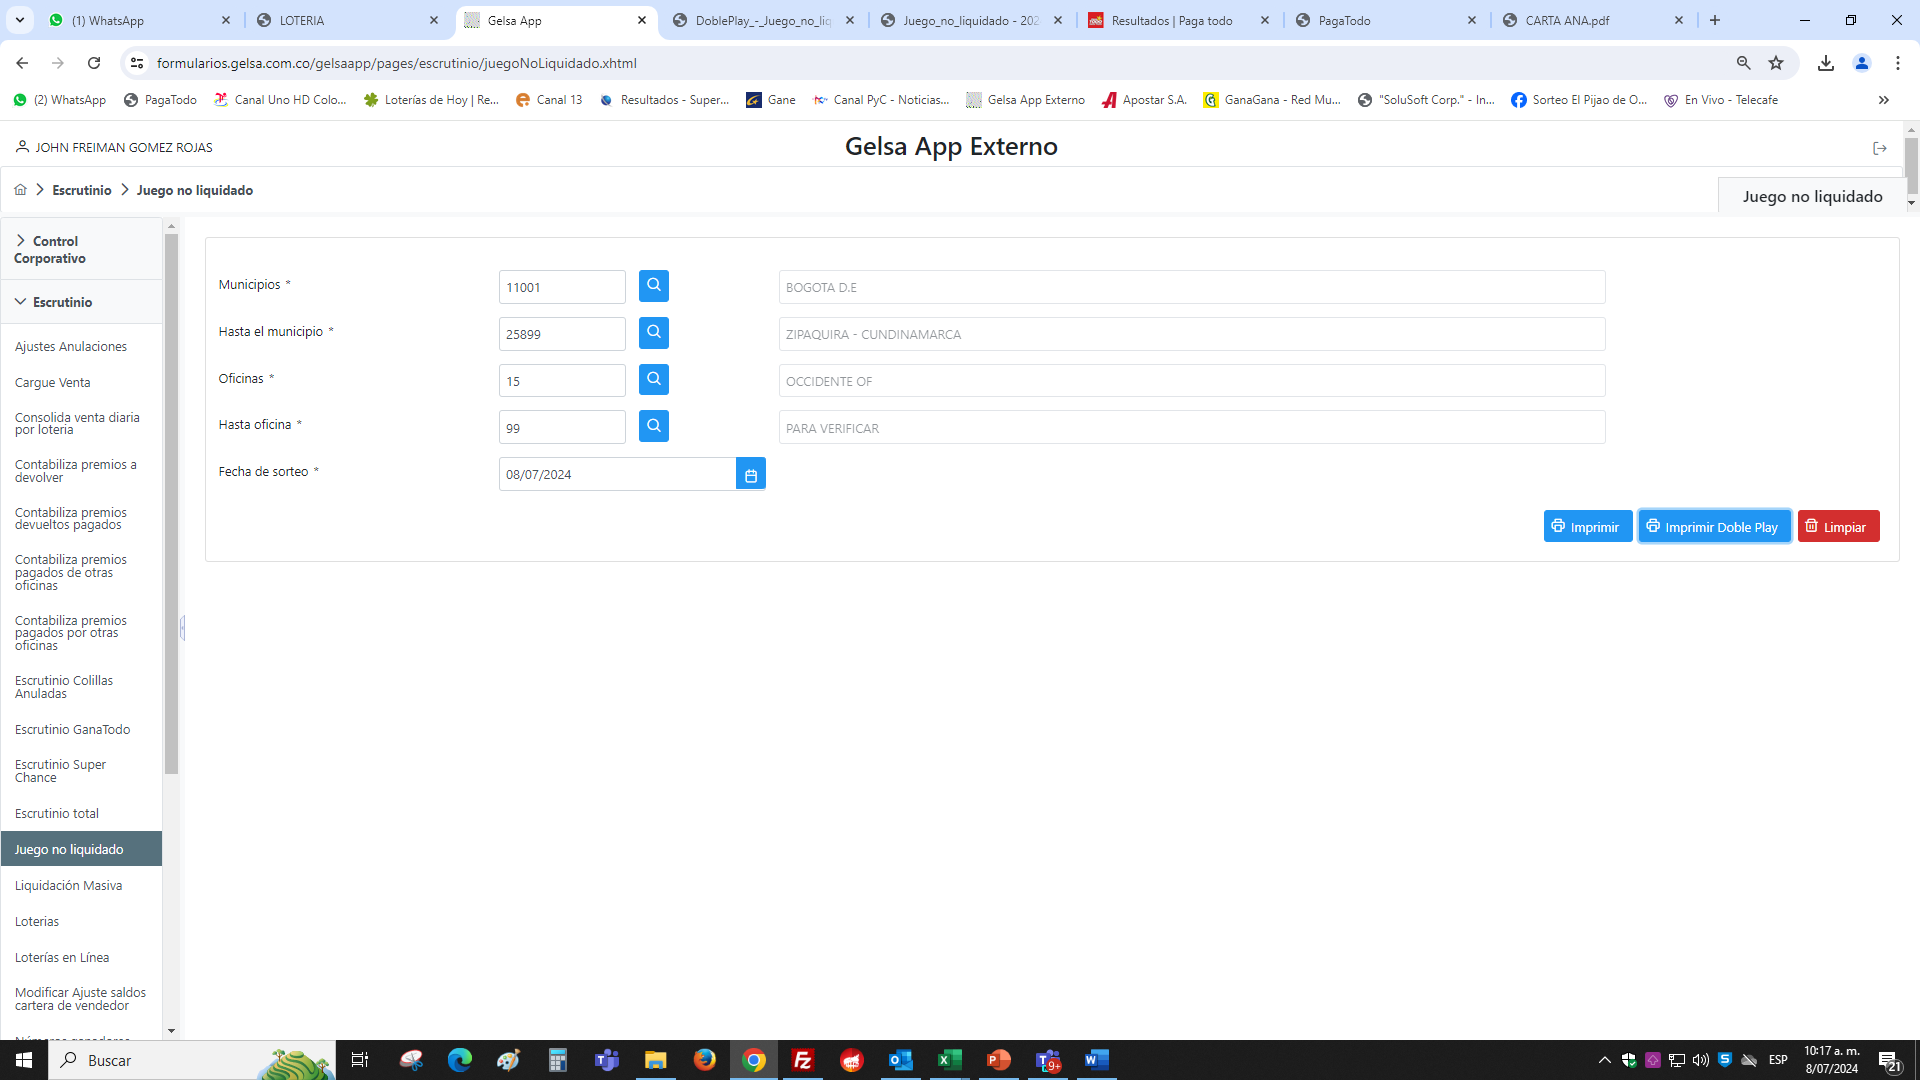 (1) WhatsApp
LOTERIA
Gelsa App
DoblePlay_-_Juego_no_liq
Juego_no_liquidado - 202
Resultados | Paga todo
PagaTodo
CARTA ANA.pdf
formularios.gelsa.com.co/gelsaapp/pages/escrutinio/juegoNoLiquidado.xhtml
(2) WhatsApp
PagaTodo
Canal Uno HD Colo...
Loterías de Hoy | Re...
Canal 13
Resultados - Super...
Gane
Canal PyC - Noticias...
Gelsa App Externo
Apostar S.A.
GanaGana - Red Mu...
"SoluSoft Corp." - In...
Sorteo El Pijao de O...
En Vivo - Telecafe
JOHN FREIMAN GOMEZ ROJAS
Gelsa App Externo
Escrutinio
Juego no liquidado
Juego no liquidado
Control
Corporativo
Escrutinio
Ajustes Anulaciones
Cargue Venta
Consolida venta diaria
por loteria
Contabiliza premios a
devolver
Contabiliza premios
devueltos pagados
Contabiliza premios
pagados de otras
oficinas
Contabiliza premios
pagados por otras
oficinas
Escrutinio Colillas
Anuladas
Escrutinio GanaTodo
Escrutinio Super
Chance
Escrutinio total
Juego no liquidado
Liquidación Masiva
Loterias
Loterías en Línea
Modificar Ajuste saldos
cartera de vendedor
Municipios *
11001
BOGOTA D.E
Hasta el municipio *
25899
ZIPAQUIRA - CUNDINAMARCA
Oficinas *
15
OCCIDENTE OF
Hasta oficina *
99
PARA VERIFICAR
Fecha de sorteo *
08/07/2024
Imprimir
Imprimir Doble Play
Limpiar
Buscar
9+
ESP
10:17 a. m.
8/07/2024
21